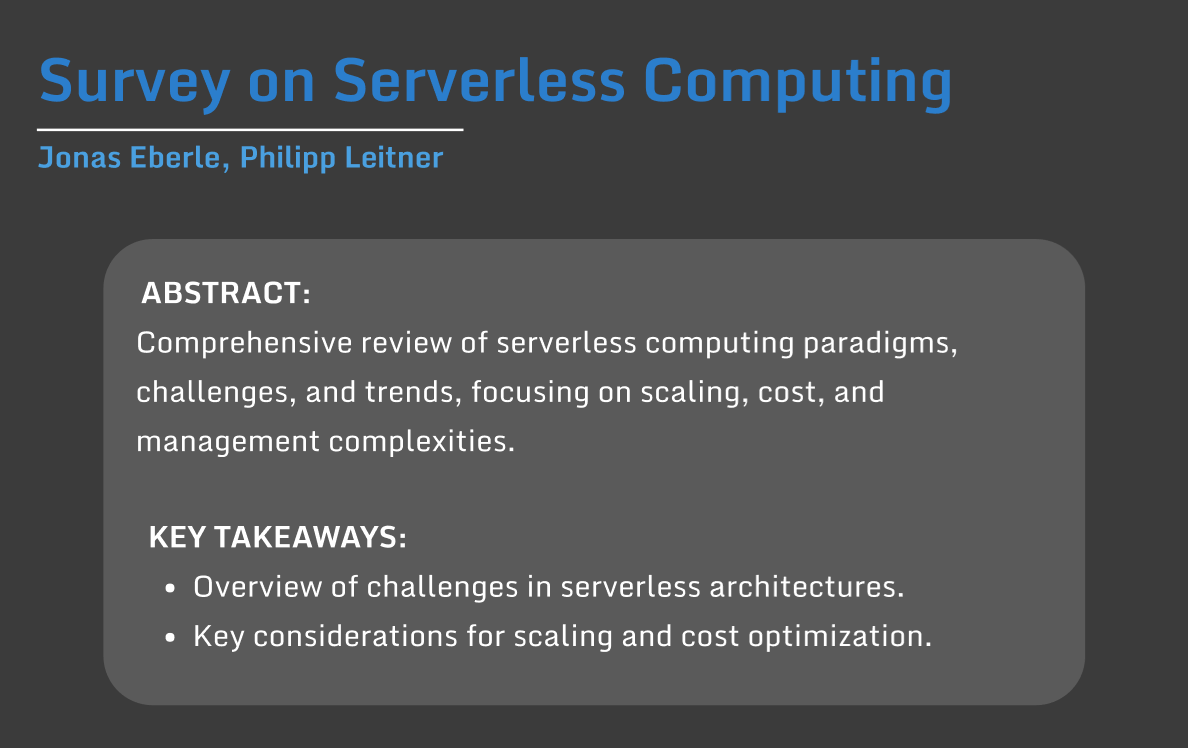 Survey on Serverless Computing
Jonas Eberle, Philipp Leitner
ABSTRACT:
Comprehensive review of serverless computing paradigms,
challenges, and trends, focusing on scaling, cost, and
management complexities.
KEY TAKEAWAYS:
• Overview of challenges in serverless architectures.
• Key considerations for scaling and cost optimization.